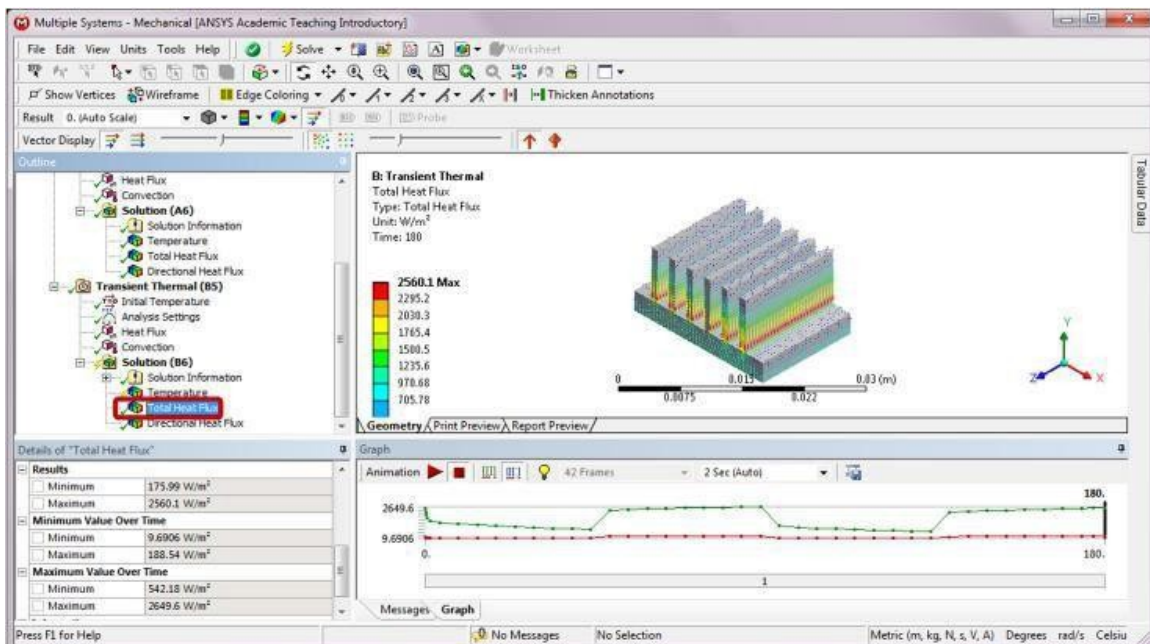 Multiple Systems - Mechanical [ANSYS Academic Teaching Introductory]
File Edit View Units Tools Help Solve Worksheet
Show Vertices Wireframe Edge Coloring Thicken Annotations
Result 0. (Auto Scale) Probe
Vector Display
Outline
Heat Flux
Convection
Solution (A6)
Solution Information
Temperature
Total Heat Flux
Directional Heat Flux
Transient Thermal (B5)
Initial Temperature
Analysis Settings
Heat Flux
Convection
Solution (B6)
Solution Information
Temperature
Total Heat Flux
Directional Heat Flux
B: Transient Thermal
Total Heat Flux
Type: Total Heat Flux
Unit: W/m²
Time: 180
2560.1 Max
2295.2
2030.3
1765.4
1500.5
1235.6
970.68
705.78
0 0.015 0.03 (m)
0.0075 0.022
Y
Z X
Tabular Data
Geometry Print Preview Report Preview
Details of "Total Heat Flux"
Results
Minimum 175.99 W/m²
Maximum 2560.1 W/m²
Minimum Value Over Time
Minimum 9.6906 W/m²
Maximum 188.54 W/m²
Maximum Value Over Time
Minimum 542.18 W/m²
Maximum 2649.6 W/m²
Graph
Animation 42 Frames 2 Sec (Auto)
180.
2649.6
9.6906
0. 180.
1
Messages Graph
Press F1 for Help No Messages No Selection Metric (m, kg, N, s, V, A) Degrees rad/s Celsiu